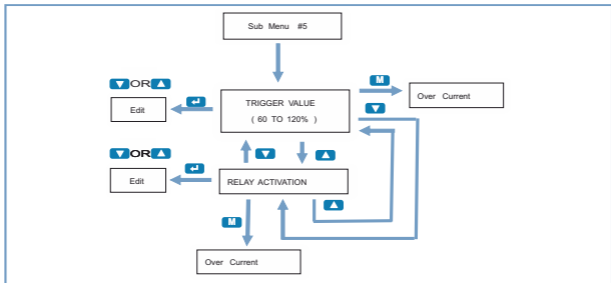 Sub Menu #5
M
OR
Over Current
TRIGGER VALUE
( 60 TO 120% )
Edit
OR
Edit
RELAY ACTIVATION
M
Over Current